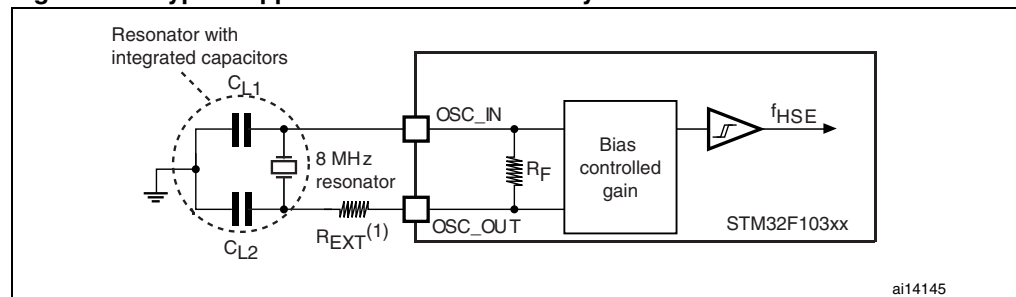 Resonator with
integrated capacitors
CL1
OSC_IN
fHSE
8 MHz
resonator
RF
Bias
controlled
gain
REXT(1)
OSC_OUT
STM32F103xx
CL2
ai14145